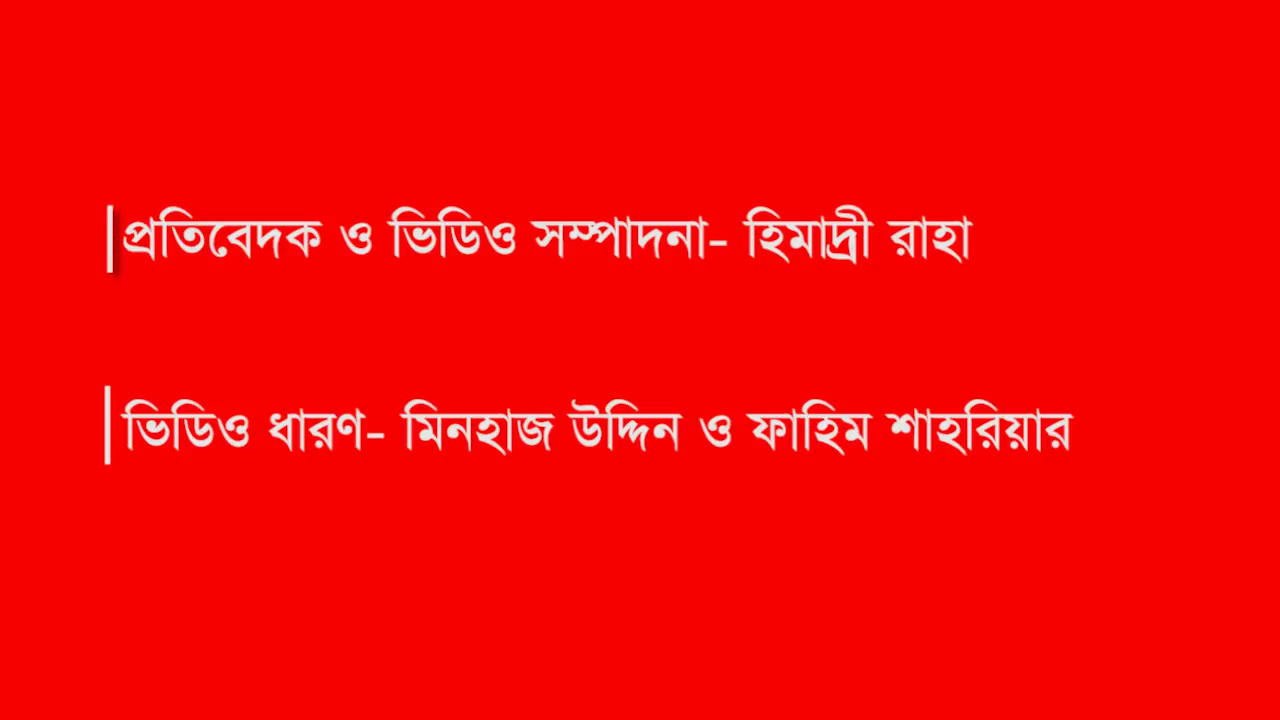 প্রতিবেদক ও ভিডিও সম্পাদনা- হিমাদ্রী রাহা
ভিডিও ধারণ- মিনহাজ উদ্দিন ও ফাহিম শাহরিয়ার